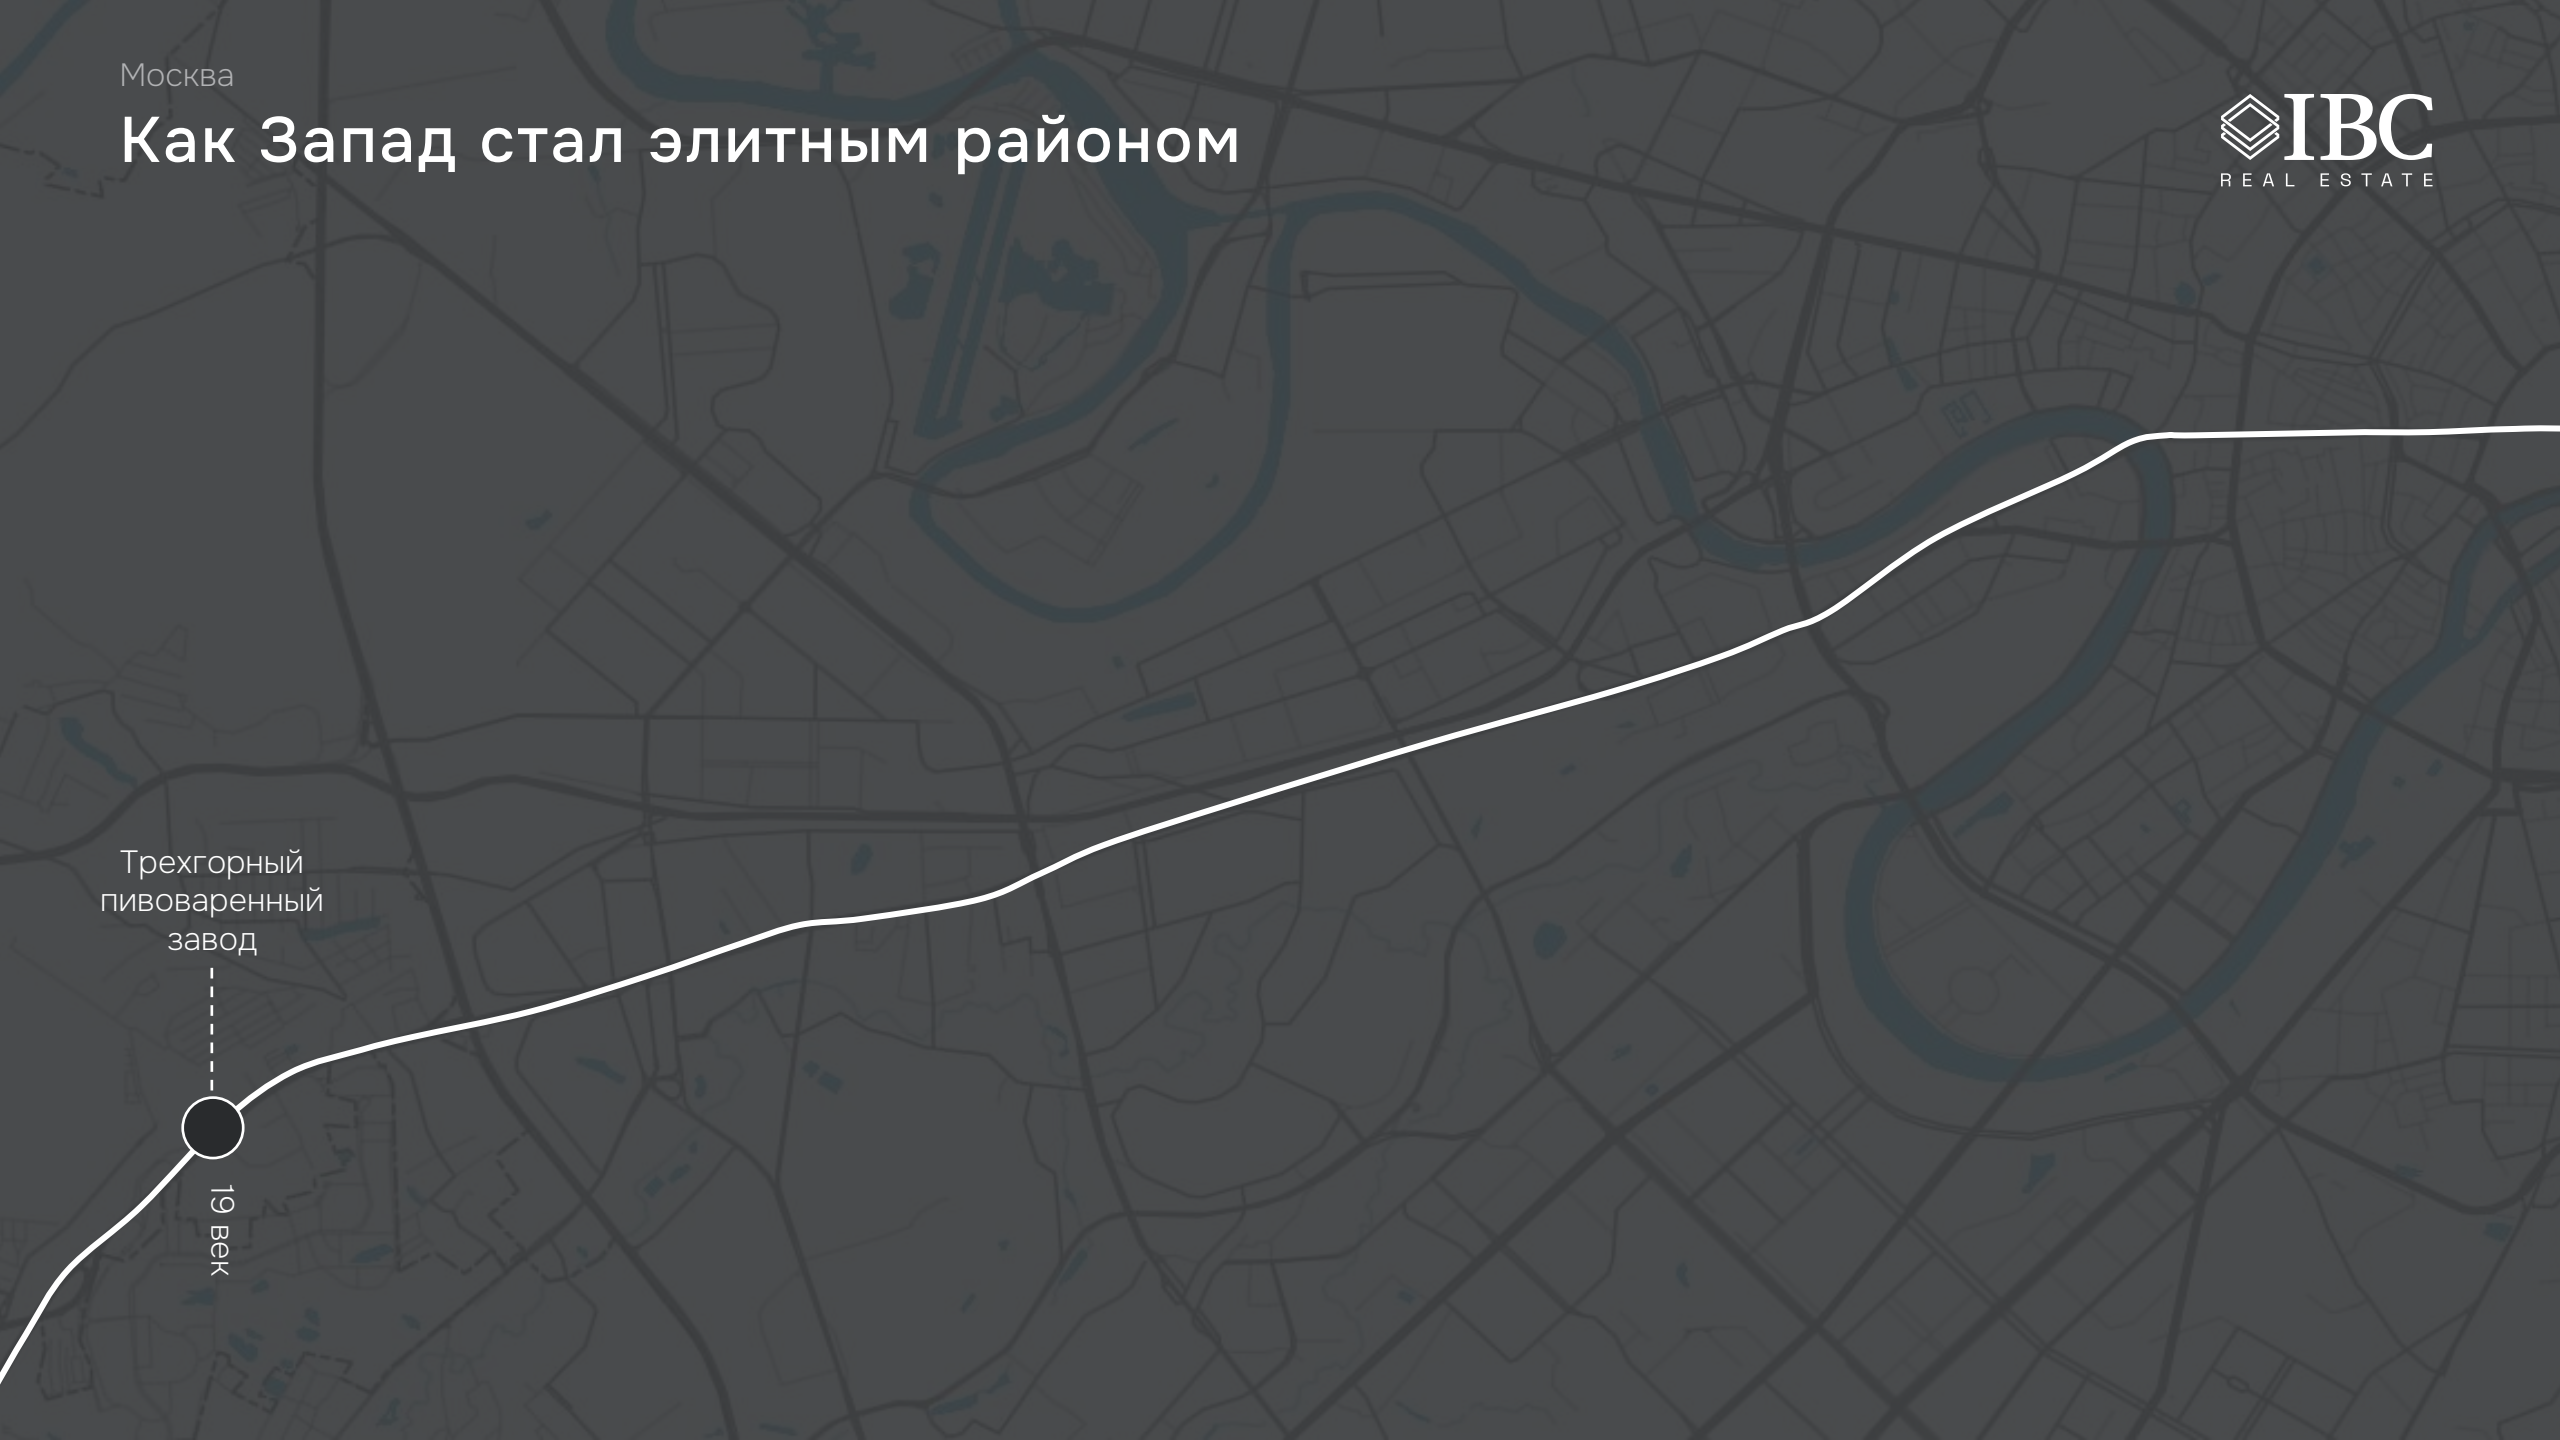 Москва
Как Запад стал элитным районом
IBC
REAL ESTATE
Трехгорный
пивоваренный
завод
19 век